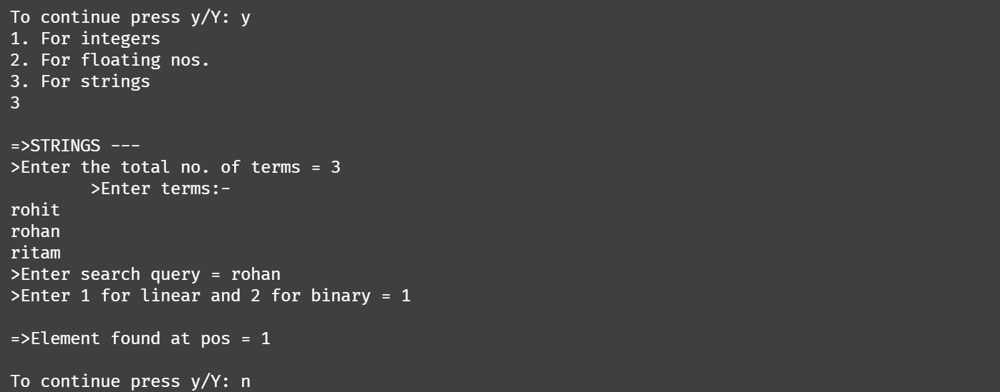 To continue press y/Y: y
1. For integers
2. For floating nos.
3. For strings
3
=>STRINGS ---
>Enter the total no. of terms = 3
>Enter terms:-
rohit
rohan
ritam
>Enter search query = rohan
>Enter 1 for linear and 2 for binary = 1
=>Element found at pos = 1
To continue press y/Y: n